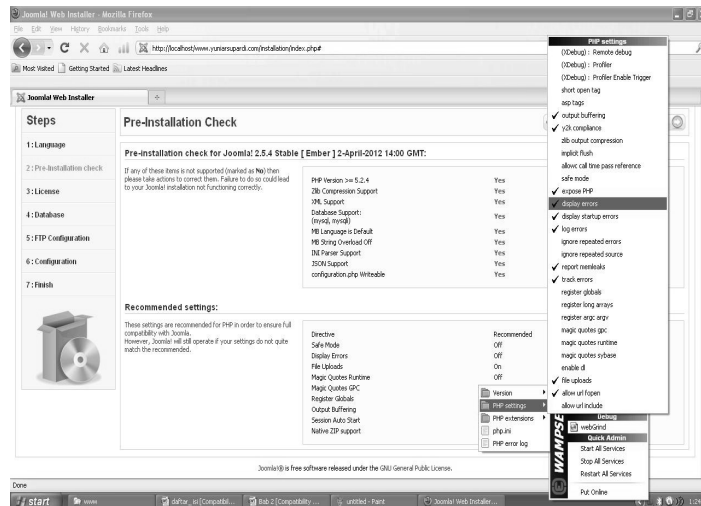 Joomla! Web Installer - Mozilla Firefox
File Edit View History Bookmarks Tools Help
http://localhost/www.yuniarsupardi.com/installation/index.php#
Most Visited Getting Started Latest Headlines
Joomla! Web Installer
Steps
1 : Language
2 : Pre-Installation check
3 : License
4 : Database
5 : FTP Configuration
6 : Configuration
7 : Finish
Pre-Installation Check
Pre-installation check for Joomla! 2.5.4 Stable [ Ember ] 2-April-2012 14:00 GMT:
If any of these items is not supported (marked as No) then
please take actions to correct them. Failure to do so could lead
to your Joomla! installation not functioning correctly.
PHP Version >= 5.2.4 Yes
Zlib Compression Support Yes
XML Support Yes
Database Support:
(mysql, mysqli) Yes
MB Language is Default Yes
MB String Overload Off Yes
INI Parser Support Yes
JSON Support Yes
configuration.php Writeable Yes
Recommended settings:
These settings are recommended for PHP in order to ensure full
compatibility with Joomla.
However, Joomla! will still operate if your settings do not quite
match the recommended.
Directive Recommended
Safe Mode Off
Display Errors Off
File Uploads On
Magic Quotes Runtime Off
Magic Quotes GPC
Register Globals
Output Buffering
Session Auto Start
Native ZIP support
Joomla!® is free software released under the GNU General Public License.
Version
PHP settings
PHP extensions
php.ini
PHP error log
PHP settings
(XDebug) : Remote debug
(XDebug) : Profiler
(XDebug) : Profiler Enable Trigger
short open tag
asp tags
output buffering
y2k compliance
zlib output compression
implicit flush
allow call time pass reference
safe mode
expose PHP
display errors
display startup errors
log errors
ignore repeated errors
ignore repeated source
report memleaks
track errors
register globals
register long arrays
register argc argv
magic quotes gpc
magic quotes runtime
magic quotes sybase
enable dl
file uploads
allow url fopen
allow url include
Debug
webGrind
Quick Admin
Start All Services
Stop All Services
Restart All Services
Put Online
WAMPSE
Done
start
www
daftar_isi [Compatibil...
Bab 2 [Compatibility ...
untitled - Paint
Joomla! Web Installer...
1:24